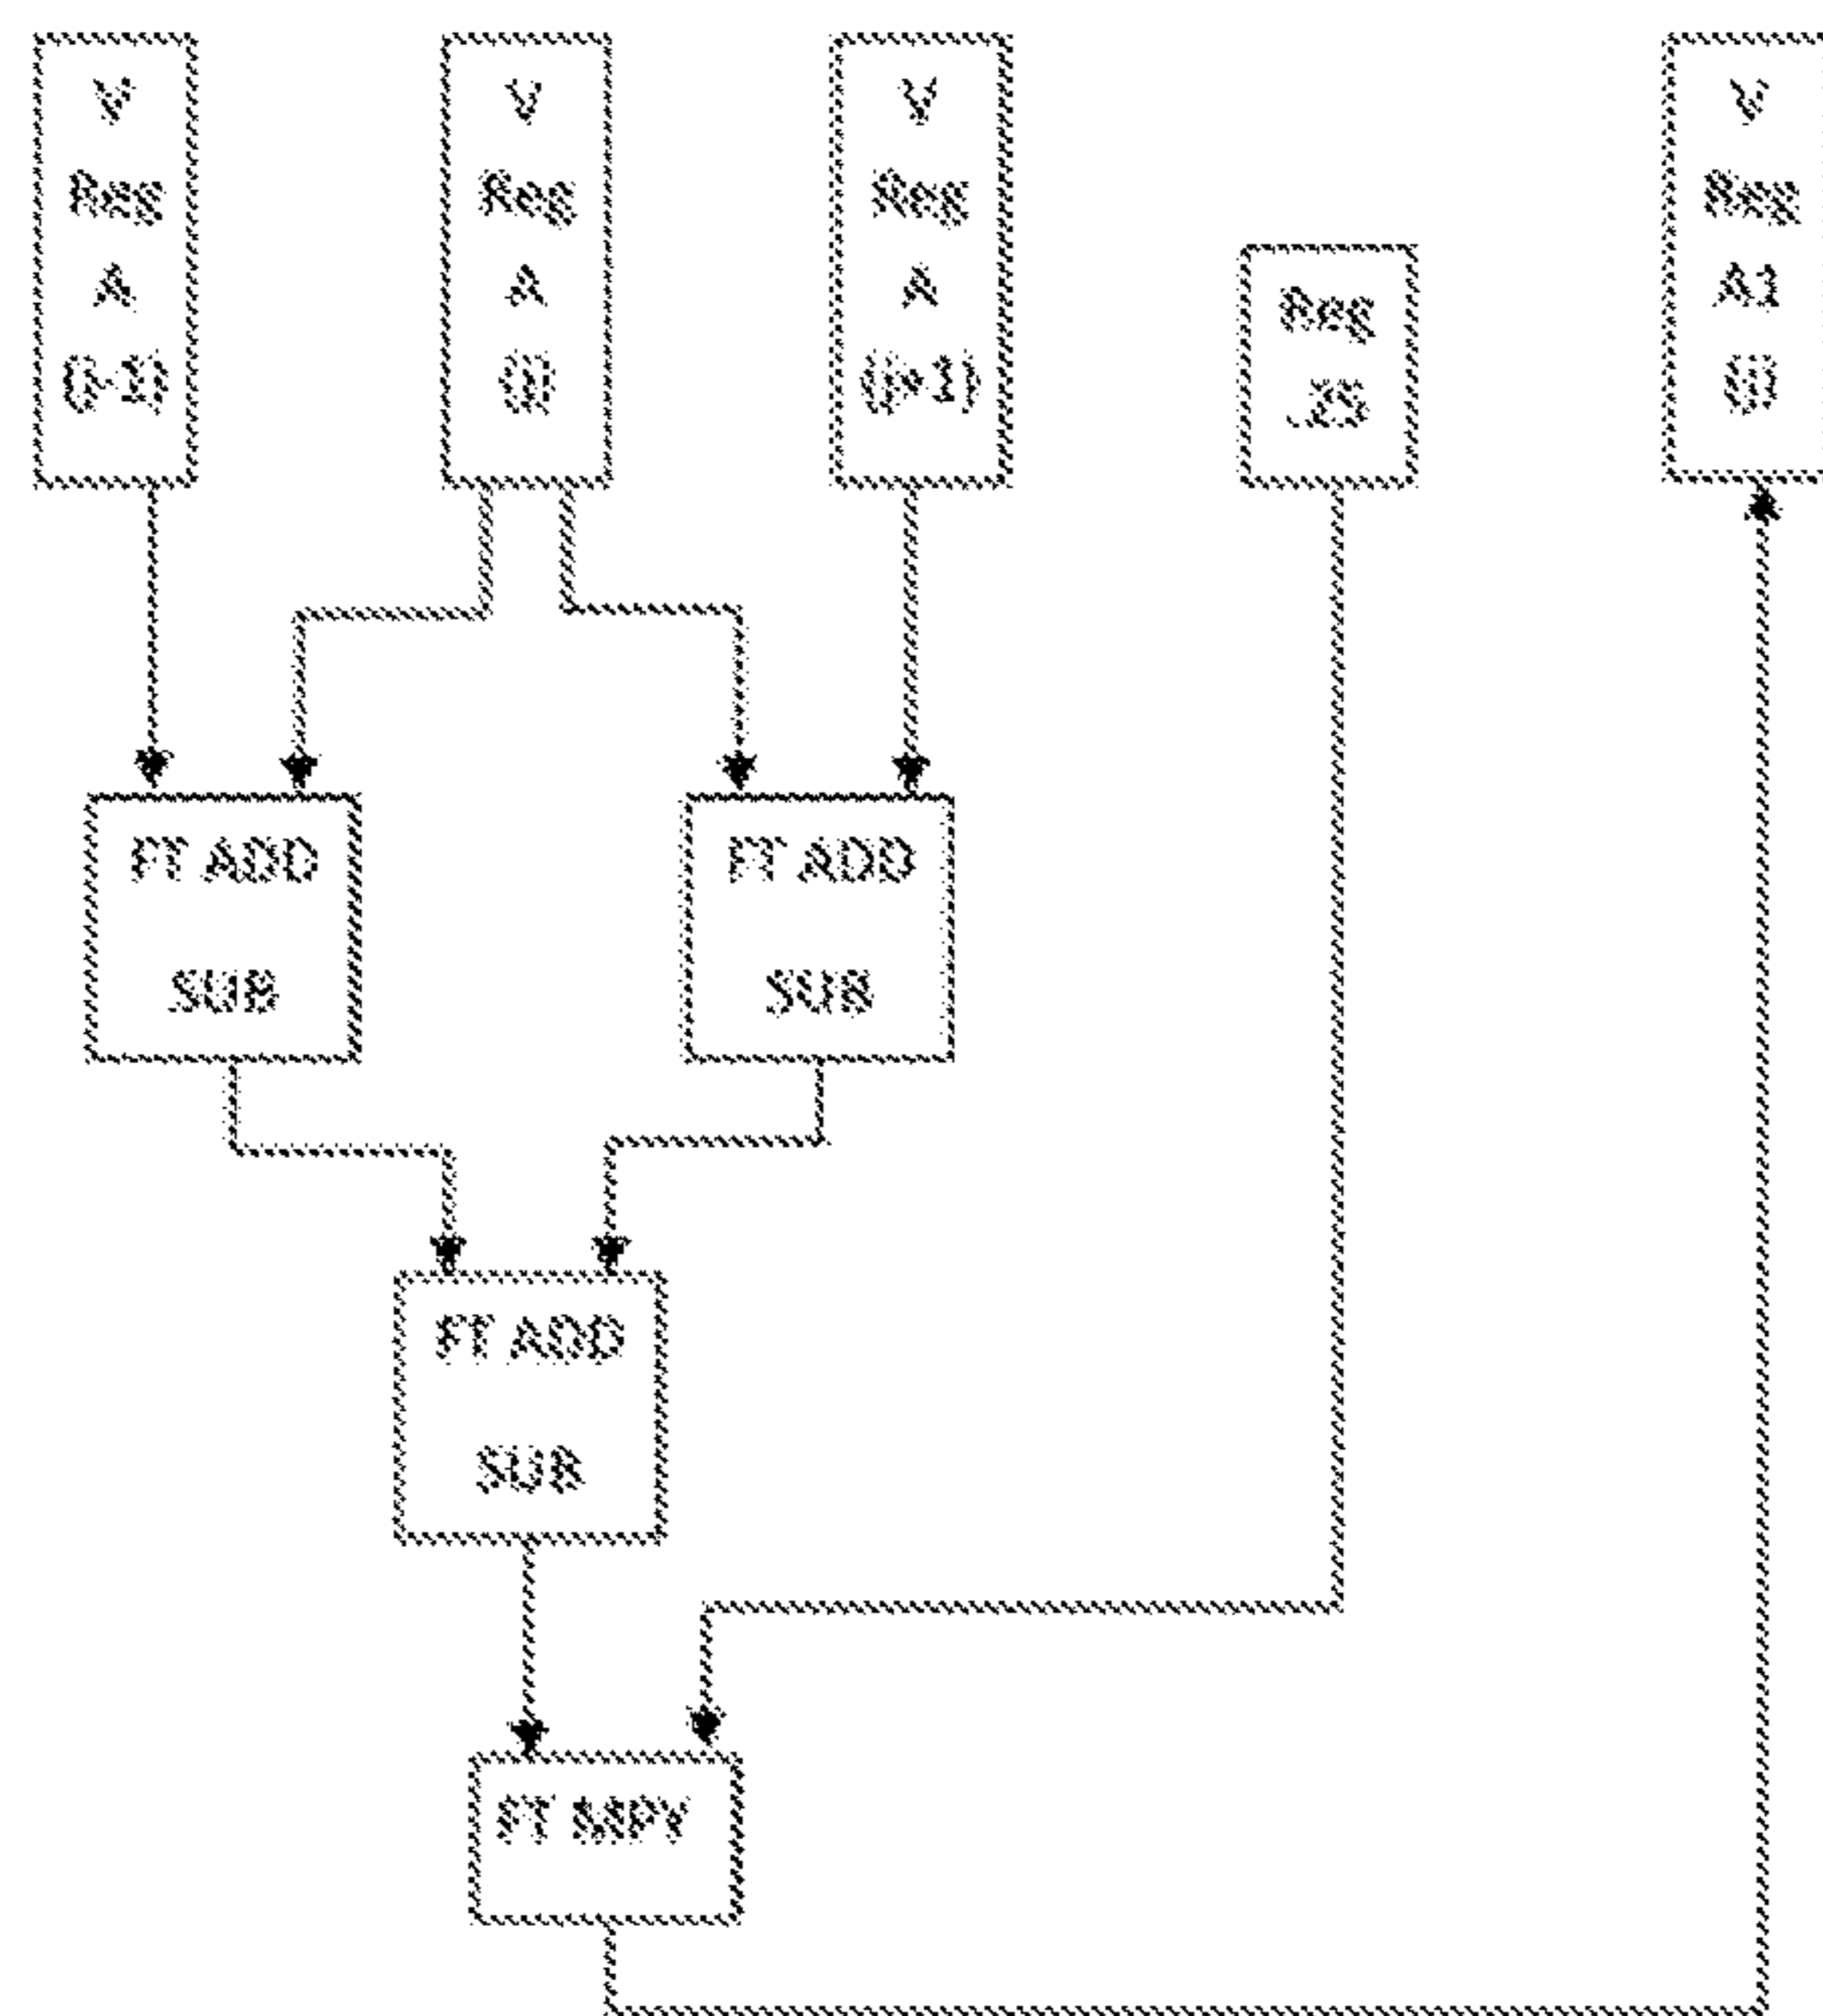 V
Reg
A
(j-1)
V
Reg
A
(j)
V
Reg
A
(j+1)
Reg
.25
V
Reg
A1
(j)
FT ADD
SUB
FT ADD
SUB
FT ADD
SUB
FT MPY